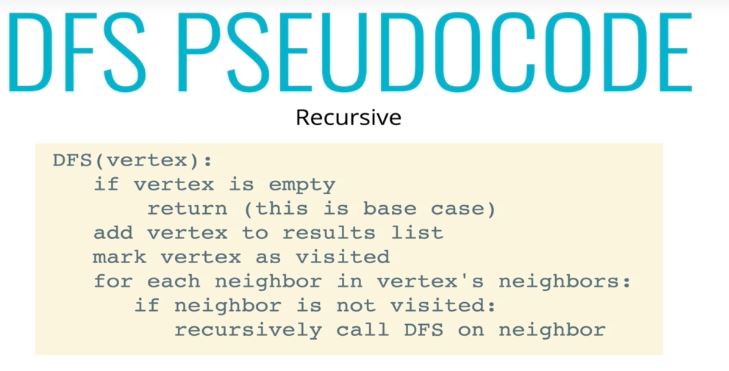 DFS PSEUDOCODE
Recursive
DFS(vertex):
if vertex is empty
return (this is base case)
add vertex to results list
mark vertex as visited
for each neighbor in vertex's neighbors:
if neighbor is not visited:
recursively call DFS on neighbor